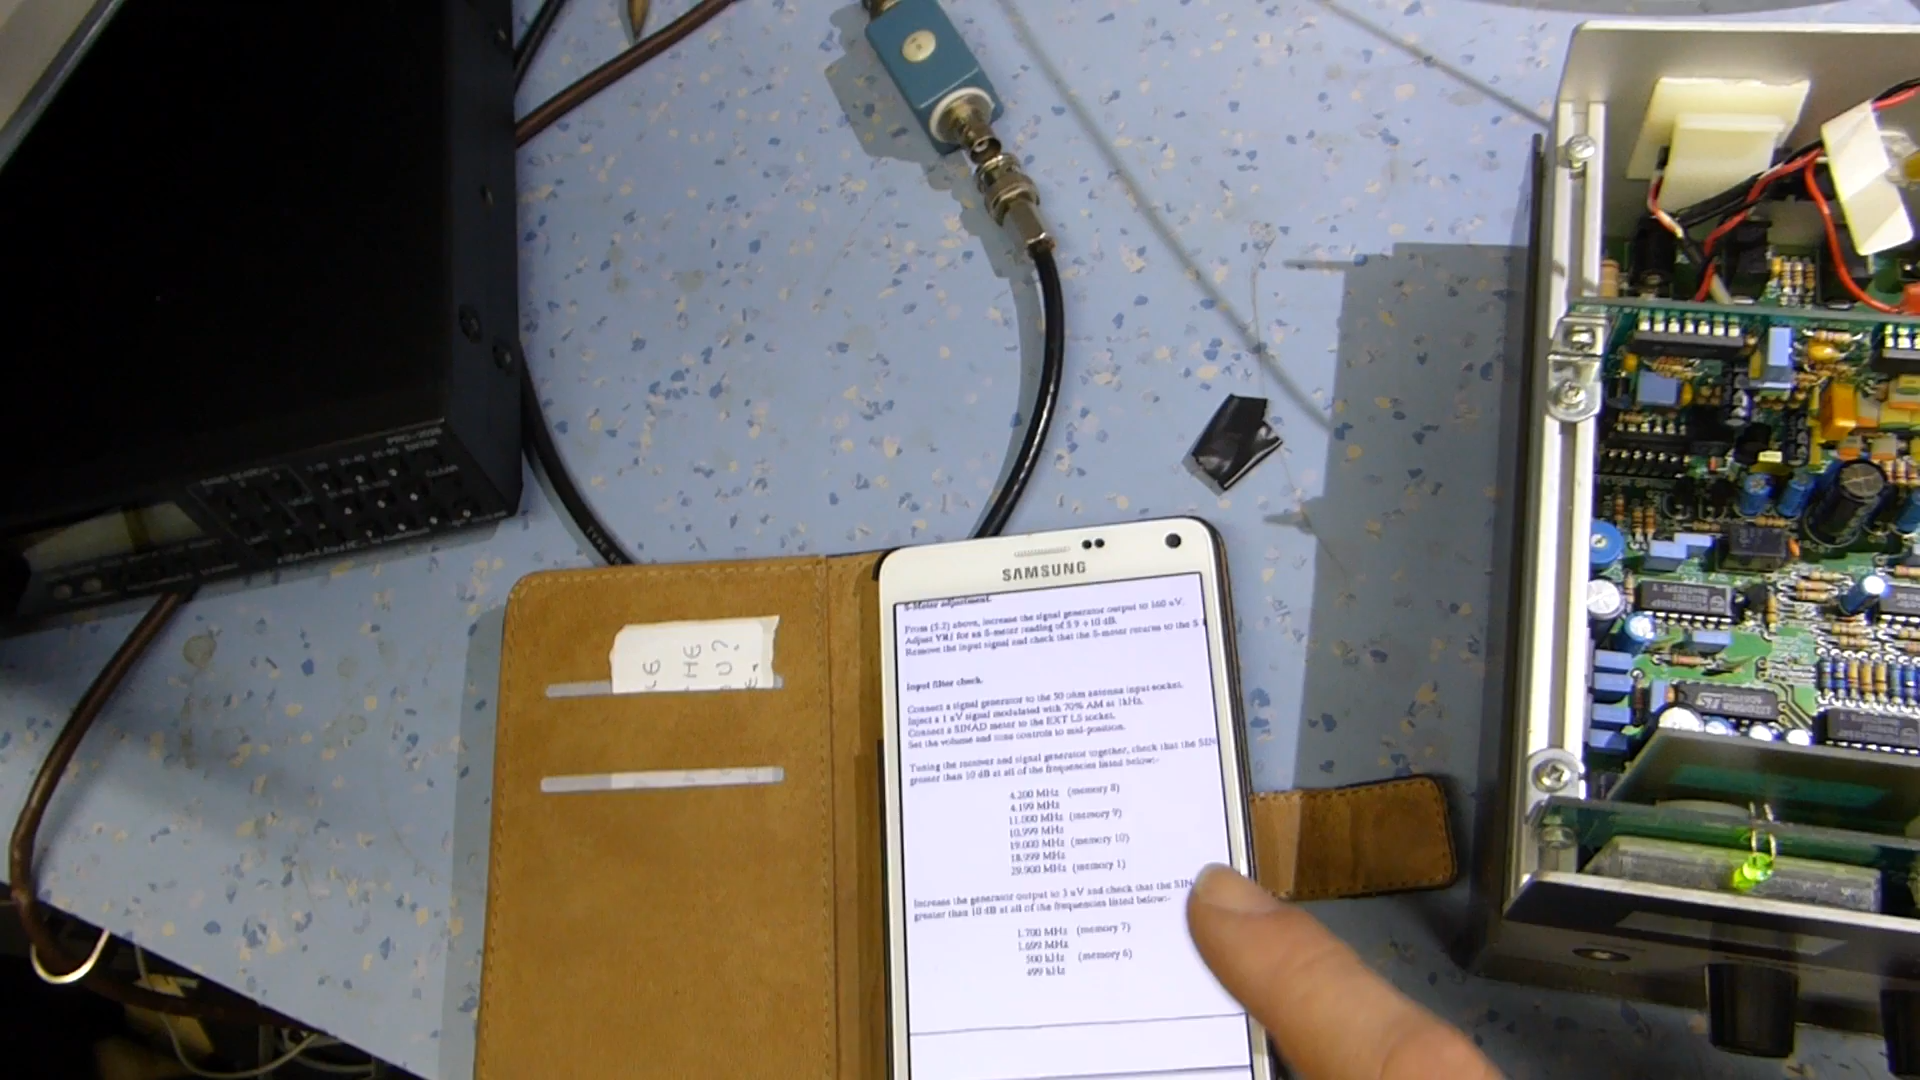 PRO-2026
ENTER
CLEAR
LE
HE
U?
E.
SAMSUNG
S-Meter adjustment.
From (5.2) above, increase the signal generator output to 160 uV.
Adjust VR1 for an S-meter reading of S 9 + 10 dB.
Remove the input signal and check that the S-meter returns to the S
Input filter check.
Connect a signal generator to the 50 ohm antenna input socket.
Inject a 1 uV signal modulated with 70% AM at 1kHz.
Connect a SINAD meter to the EXT LS socket.
Set the volume and tone controls to mid-position.
Tuning the receiver and signal generator together, check that the SIN
greater than 10 dB at all of the frequencies listed below:-
4.200 MHz (memory 8)
4.199 MHz
11.000 MHz (memory 9)
10.999 MHz
19.000 MHz (memory 10)
18.999 MHz
29.900 MHz (memory 1)
Increase the generator output to 3 uV and check that the SIN
greater than 10 dB at all of the frequencies listed below:-
1.700 MHz (memory 7)
1.699 MHz
500 kHz (memory 6)
499 kHz